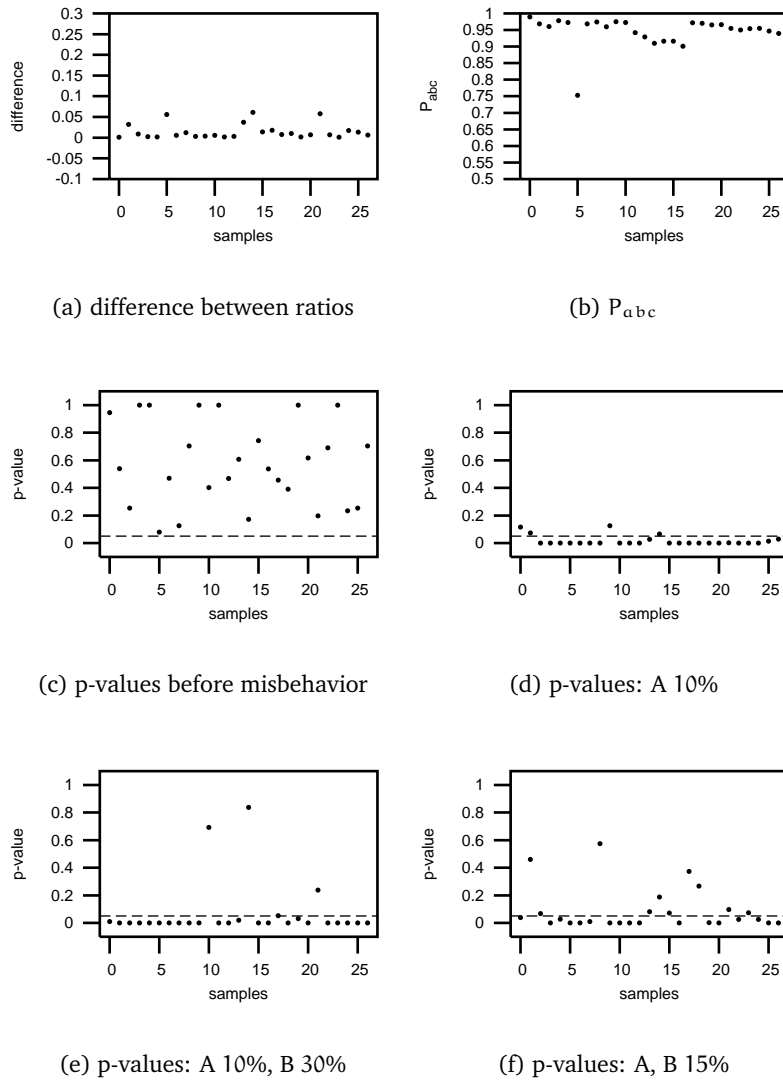 0.3
0.25
0.2
0.15
0.1
0.05
0
-0.05
-0.1
difference
0 5 10 15 20 25
samples
(a) difference between ratios
1
0.95
0.9
0.85
0.8
0.75
0.7
0.65
0.6
0.55
0.5
Pabc
0 5 10 15 20 25
samples
(b) Pabc
1
0.8
0.6
0.4
0.2
0
p-value
0 5 10 15 20 25
samples
(c) p-values before misbehavior
1
0.8
0.6
0.4
0.2
0
p-value
0 5 10 15 20 25
samples
(d) p-values: A 10%
1
0.8
0.6
0.4
0.2
0
p-value
0 5 10 15 20 25
samples
(e) p-values: A 10%, B 30%
1
0.8
0.6
0.4
0.2
0
p-value
0 5 10 15 20 25
samples
(f) p-values: A, B 15%